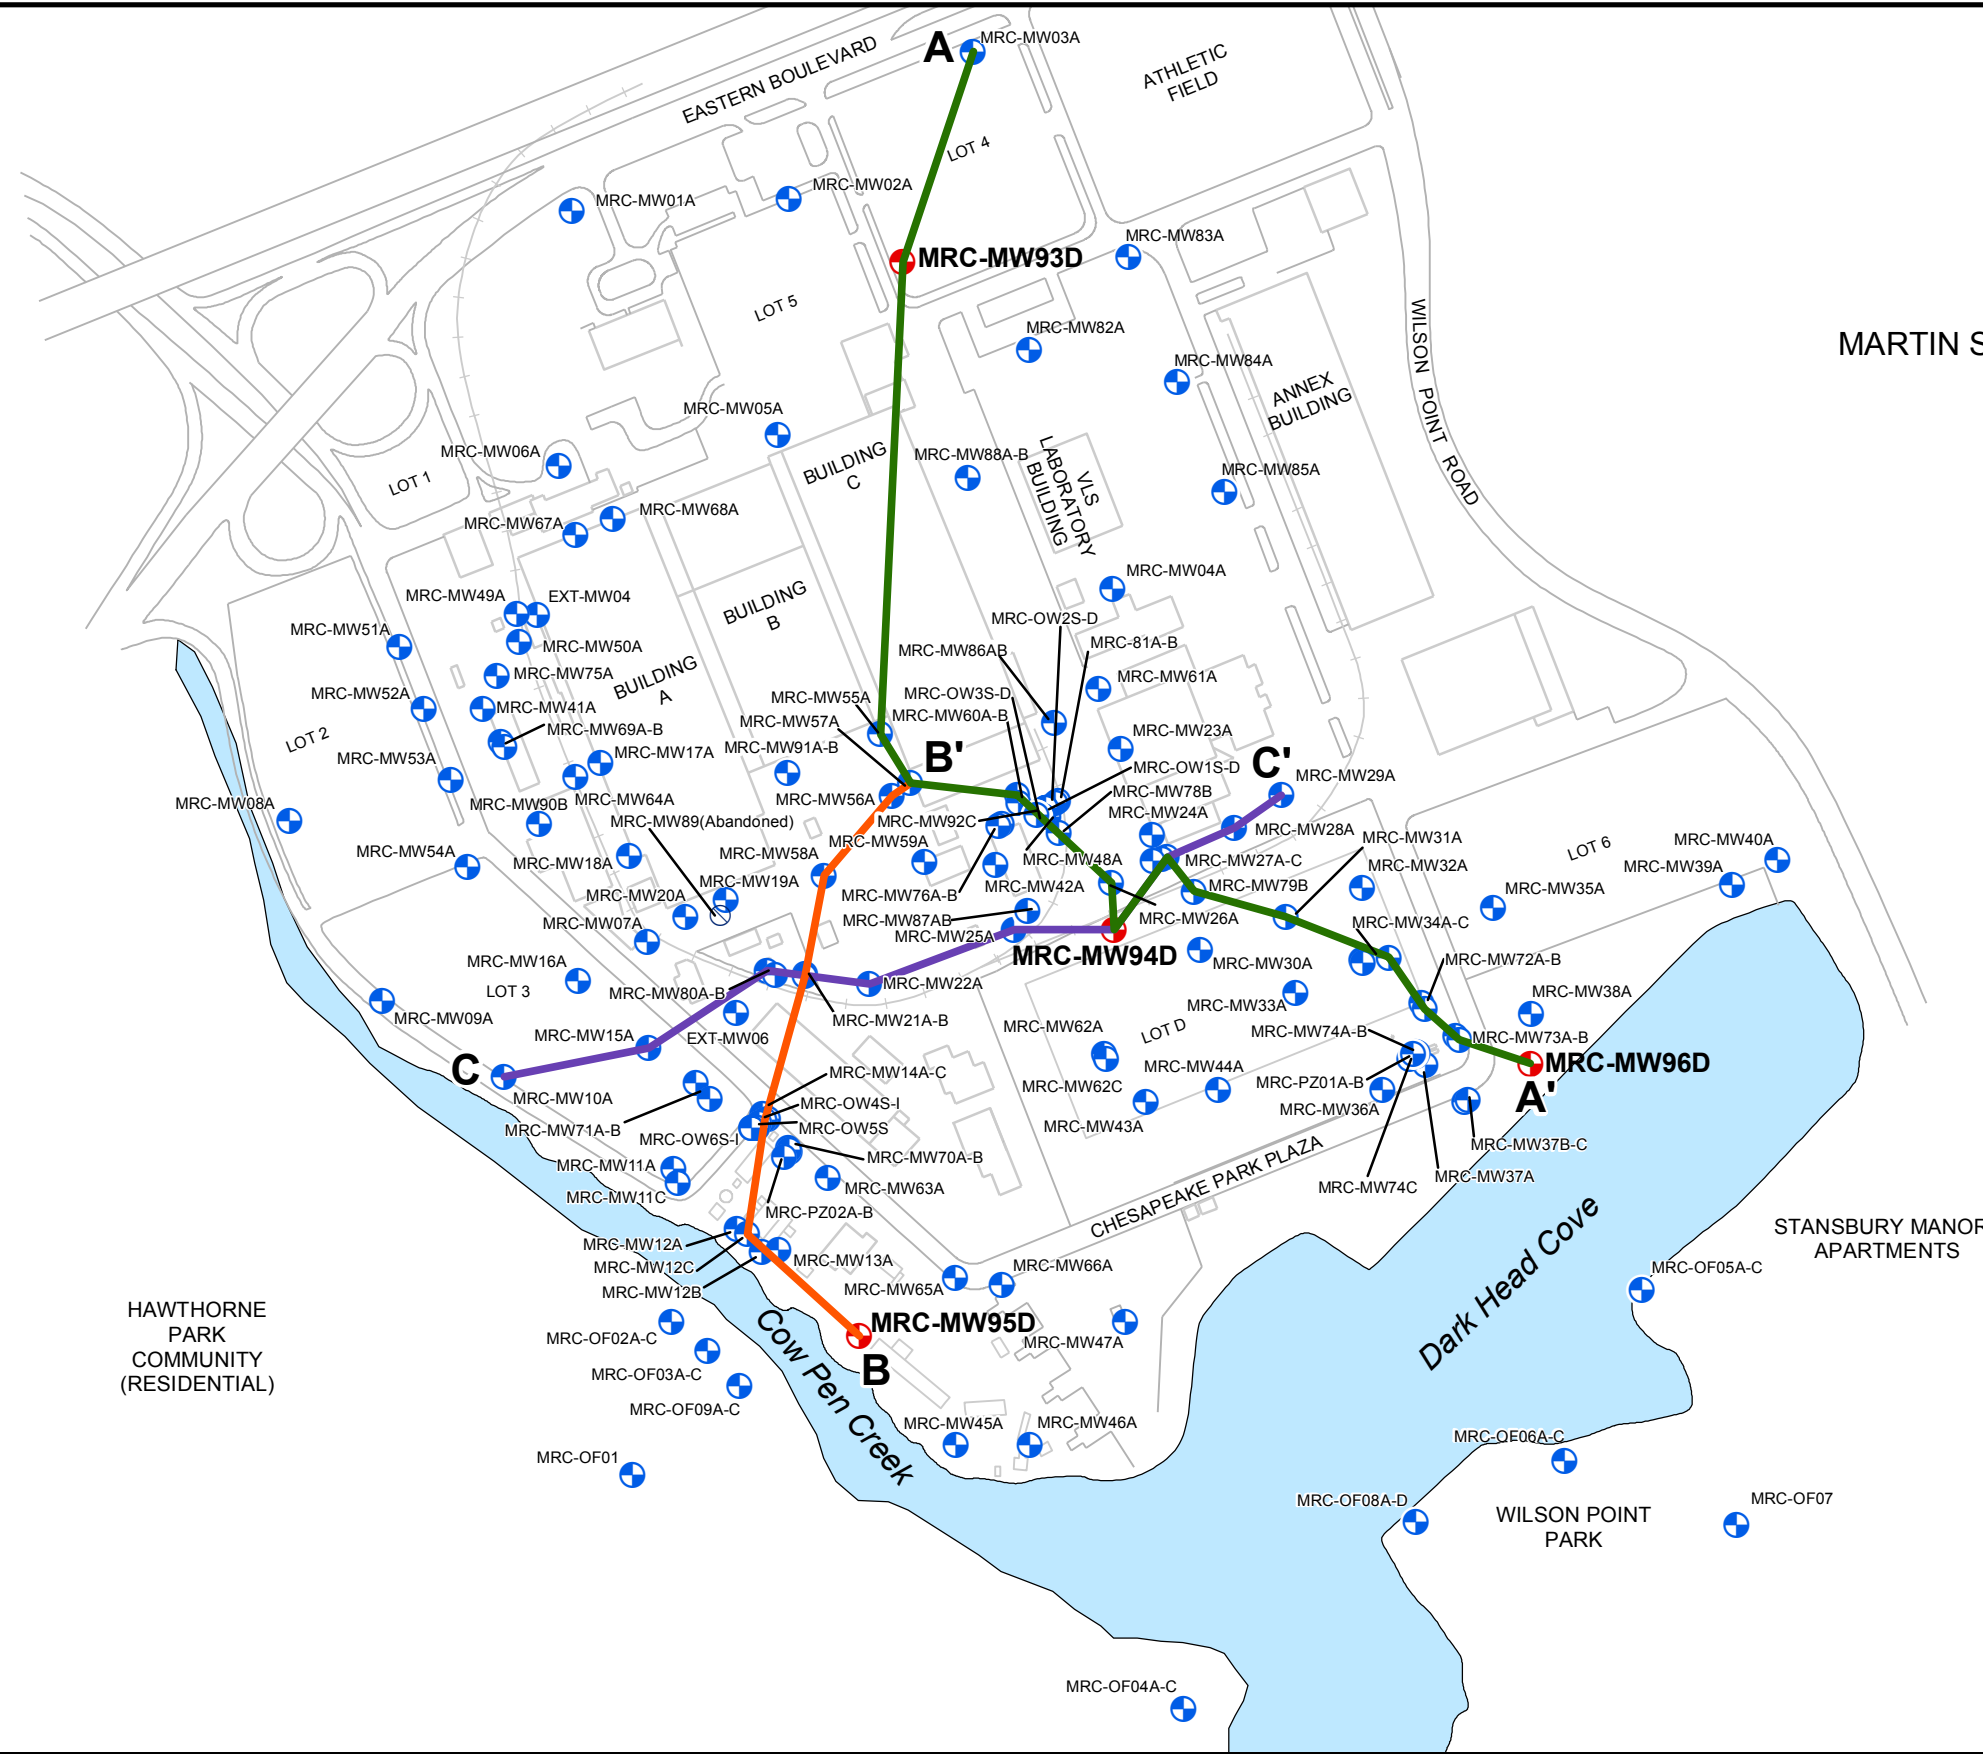 A
MRC-MW03A
EASTERN BOULEVARD
ATHLETIC
FIELD
LOT 4
MRC-MW02A
MRC-MW01A
MRC-MW83A
MRC-MW93D
LOT 5
MRC-MW82A
WILSON POINT ROAD
MARTIN S
MRC-MW84A
ANNEX
BUILDING
MRC-MW05A
MRC-MW06A
BUILDING
C
MRC-MW88A-B
VLS
LABORATORY
BUILDING
MRC-MW85A
LOT 1
MRC-MW68A
MRC-MW67A
MRC-MW04A
MRC-MW49A
EXT-MW04
BUILDING
B
MRC-OW2S-D
MRC-MW51A
MRC-MW50A
MRC-MW86AB
MRC-81A-B
MRC-MW75A
BUILDING
A
MRC-MW61A
MRC-MW52A
MRC-MW41A
MRC-MW55A
MRC-OW3S-D
MRC-MW60A-B
MRC-MW69A-B
MRC-MW57A
MRC-MW23A
LOT 2
MRC-MW17A
MRC-MW91A-B
B'
C'
MRC-MW53A
MRC-OW1S-D
MRC-MW29A
MRC-MW08A
MRC-MW90B
MRC-MW64A
MRC-MW56A
MRC-MW78B
MRC-MW89(Abandoned)
MRC-MW92C
MRC-MW24A
MRC-MW28A
MRC-MW31A
MRC-MW40A
MRC-MW54A
MRC-MW18A
MRC-MW58A
MRC-MW59A
MRC-MW48A
MRC-MW27A-C
MRC-MW32A
LOT 6
MRC-MW39A
MRC-MW20A
MRC-MW19A
MRC-MW76A-B
MRC-MW42A
MRC-MW79B
MRC-MW35A
MRC-MW07A
MRC-MW87AB
MRC-MW25A
MRC-MW26A
MRC-MW34A-C
MRC-MW94D
MRC-MW16A
MRC-MW30A
MRC-MW72A-B
LOT 3
MRC-MW80A-B
MRC-MW22A
MRC-MW33A
MRC-MW38A
MRC-MW09A
MRC-MW21A-B
MRC-MW62A
LOT D
MRC-MW74A-B
MRC-MW15A
EXT-MW06
MRC-MW73A-B
C
MRC-MW14A-C
MRC-MW44A
MRC-MW96D
MRC-MW10A
MRC-MW62C
MRC-PZ01A-B
A'
MRC-MW71A-B
MRC-OW4S-I
MRC-MW36A
MRC-OW6S-I
MRC-OW5S
MRC-MW43A
MRC-MW11A
MRC-MW70A-B
MRC-MW37B-C
MRC-MW11C
MRC-MW63A
MRC-MW74C
MRC-MW37A
MRC-PZ02A-B
CHESAPEAKE PARK PLAZA
MRC-MW12A
MRC-MW12C
MRC-MW12B
MRC-MW13A
MRC-MW65A
MRC-MW66A
Dark Head Cove
STANSBURY MANOR
APARTMENTS
MRC-OF05A-C
HAWTHORNE
PARK
COMMUNITY
(RESIDENTIAL)
MRC-OF02A-C
MRC-MW95D
MRC-MW47A
B
Cow Pen Creek
MRC-OF03A-C
MRC-OF09A-C
MRC-MW45A
MRC-MW46A
MRC-OF06A-C
MRC-OF01
MRC-OF08A-D
WILSON POINT
PARK
MRC-OF07
MRC-OF04A-C